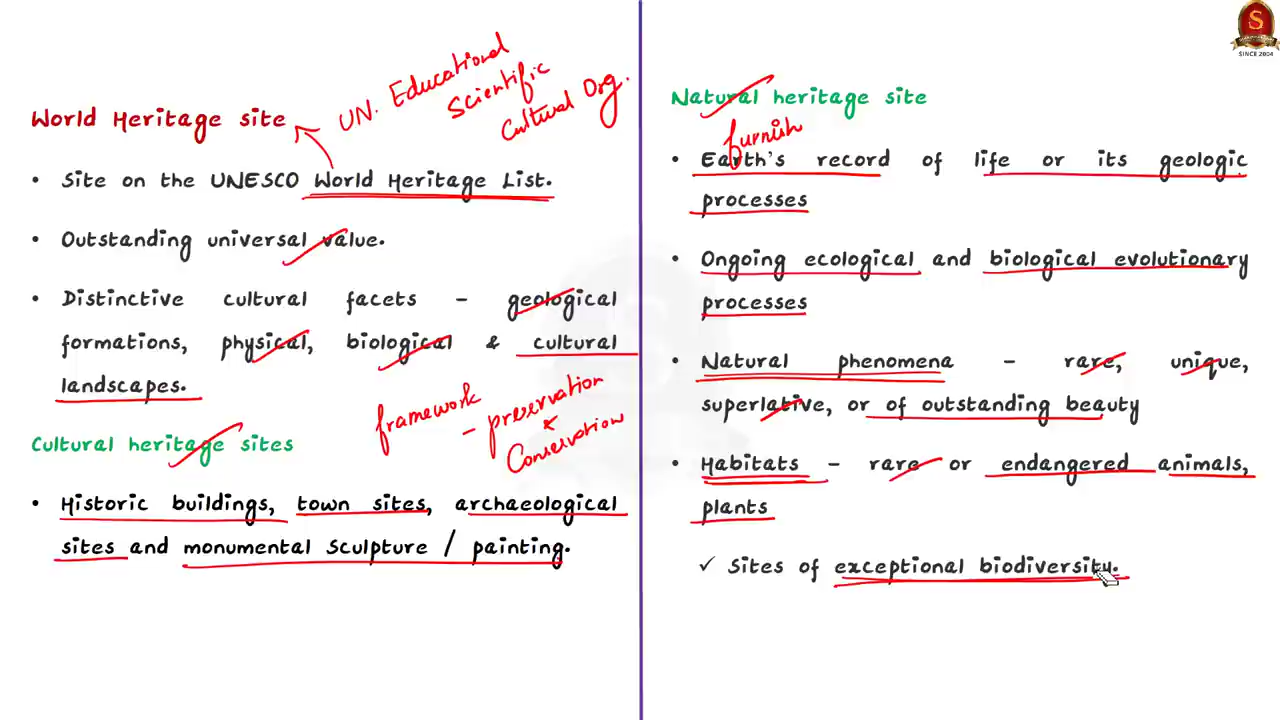 World Heritage site
UN. Educational
Scientific
Cultural Org.
• Site on the UNESCO World Heritage List.
• Outstanding universal value.
• Distinctive cultural facets - geological
formations, physical, biological & cultural
landscapes.
framework - preservation
&
Conservation
Cultural heritage sites
• Historic buildings, town sites, archaeological
sites and monumental sculpture / painting.
Natural heritage site
furnish
• Earth's record of life or its geologic
processes
• Ongoing ecological and biological evolutionary
processes
• Natural phenomena - rare, unique,
superlative, or of outstanding beauty
• Habitats - rare or endangered animals,
plants
✓ Sites of exceptional biodiversity.
S
SINCE 2004